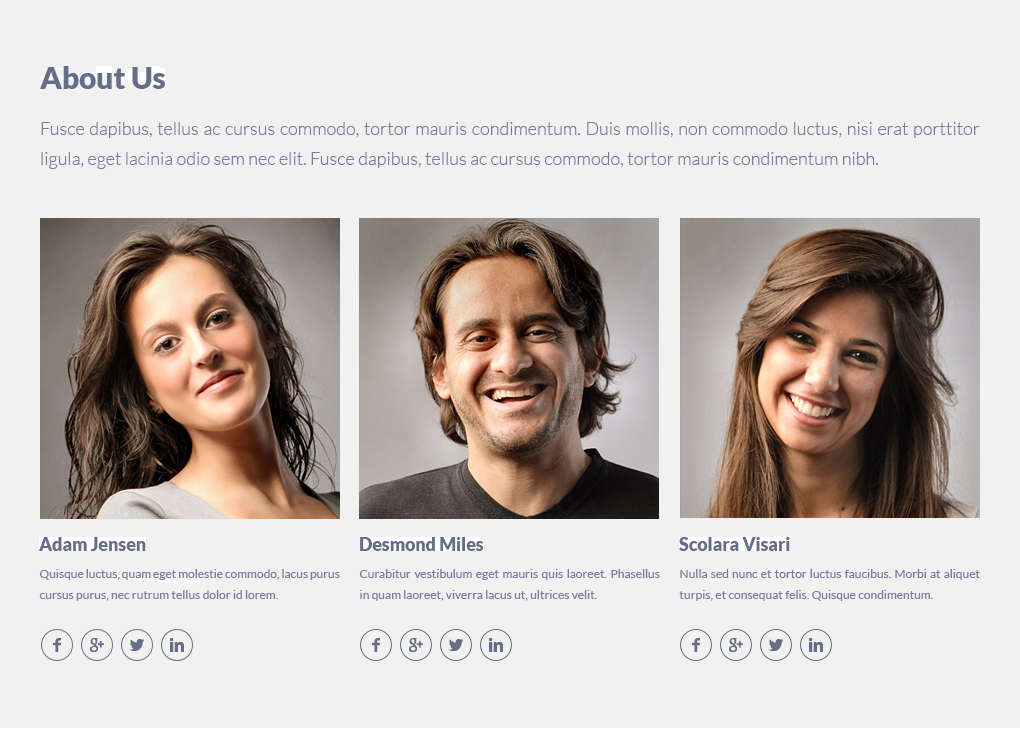 About Us
Fusce dapibus, tellus ac cursus commodo, tortor mauris condimentum. Duis mollis, non commodo luctus, nisi erat porttitor
ligula, eget lacinia odio sem nec elit. Fusce dapibus, tellus ac cursus commodo, tortor mauris condimentum nibh.
Adam Jensen
Quisque luctus, quam eget molestie commodo, lacus purus
cursus purus, nec rutrum tellus dolor id lorem.
Desmond Miles
Curabitur vestibulum eget mauris quis laoreet. Phasellus
in quam laoreet, viverra lacus ut, ultrices velit.
Scolara Visari
Nulla sed nunc et tortor luctus faucibus. Morbi at aliquet
turpis, et consequat felis. Quisque condimentum.